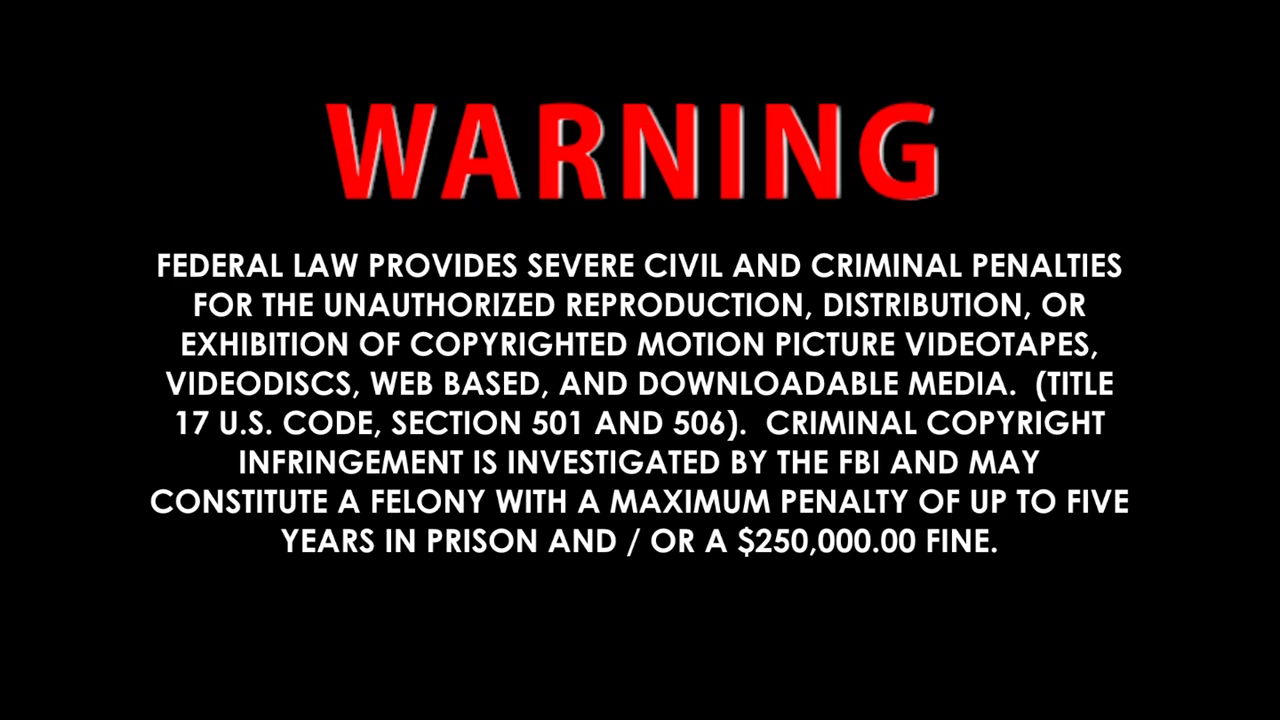 WARNING
FEDERAL LAW PROVIDES SEVERE CIVIL AND CRIMINAL PENALTIES
FOR THE UNAUTHORIZED REPRODUCTION, DISTRIBUTION, OR
EXHIBITION OF COPYRIGHTED MOTION PICTURE VIDEOTAPES,
VIDEODISCS, WEB BASED, AND DOWNLOADABLE MEDIA.  (TITLE
17 U.S. CODE, SECTION 501 AND 506).  CRIMINAL COPYRIGHT
INFRINGEMENT IS INVESTIGATED BY THE FBI AND MAY
CONSTITUTE A FELONY WITH A MAXIMUM PENALTY OF UP TO FIVE
YEARS IN PRISON AND / OR A $250,000.00 FINE.